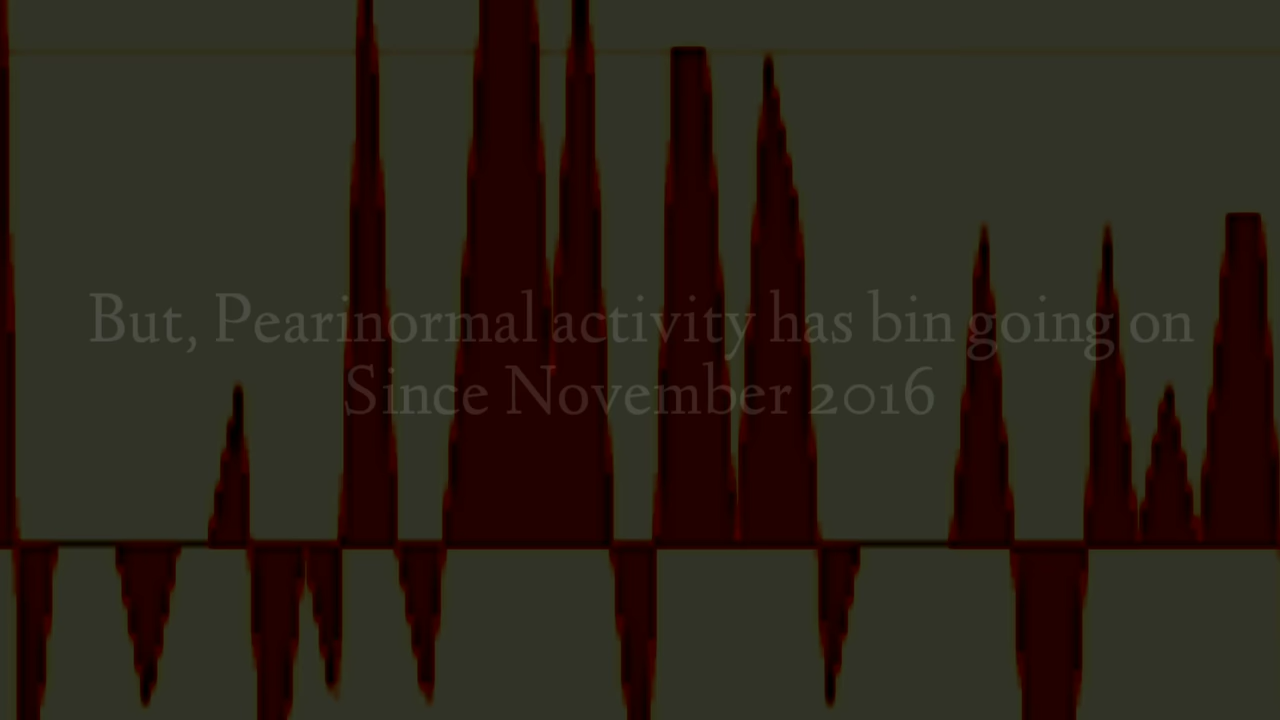 But, Pearinormal activity has bin going on
Since November 2016